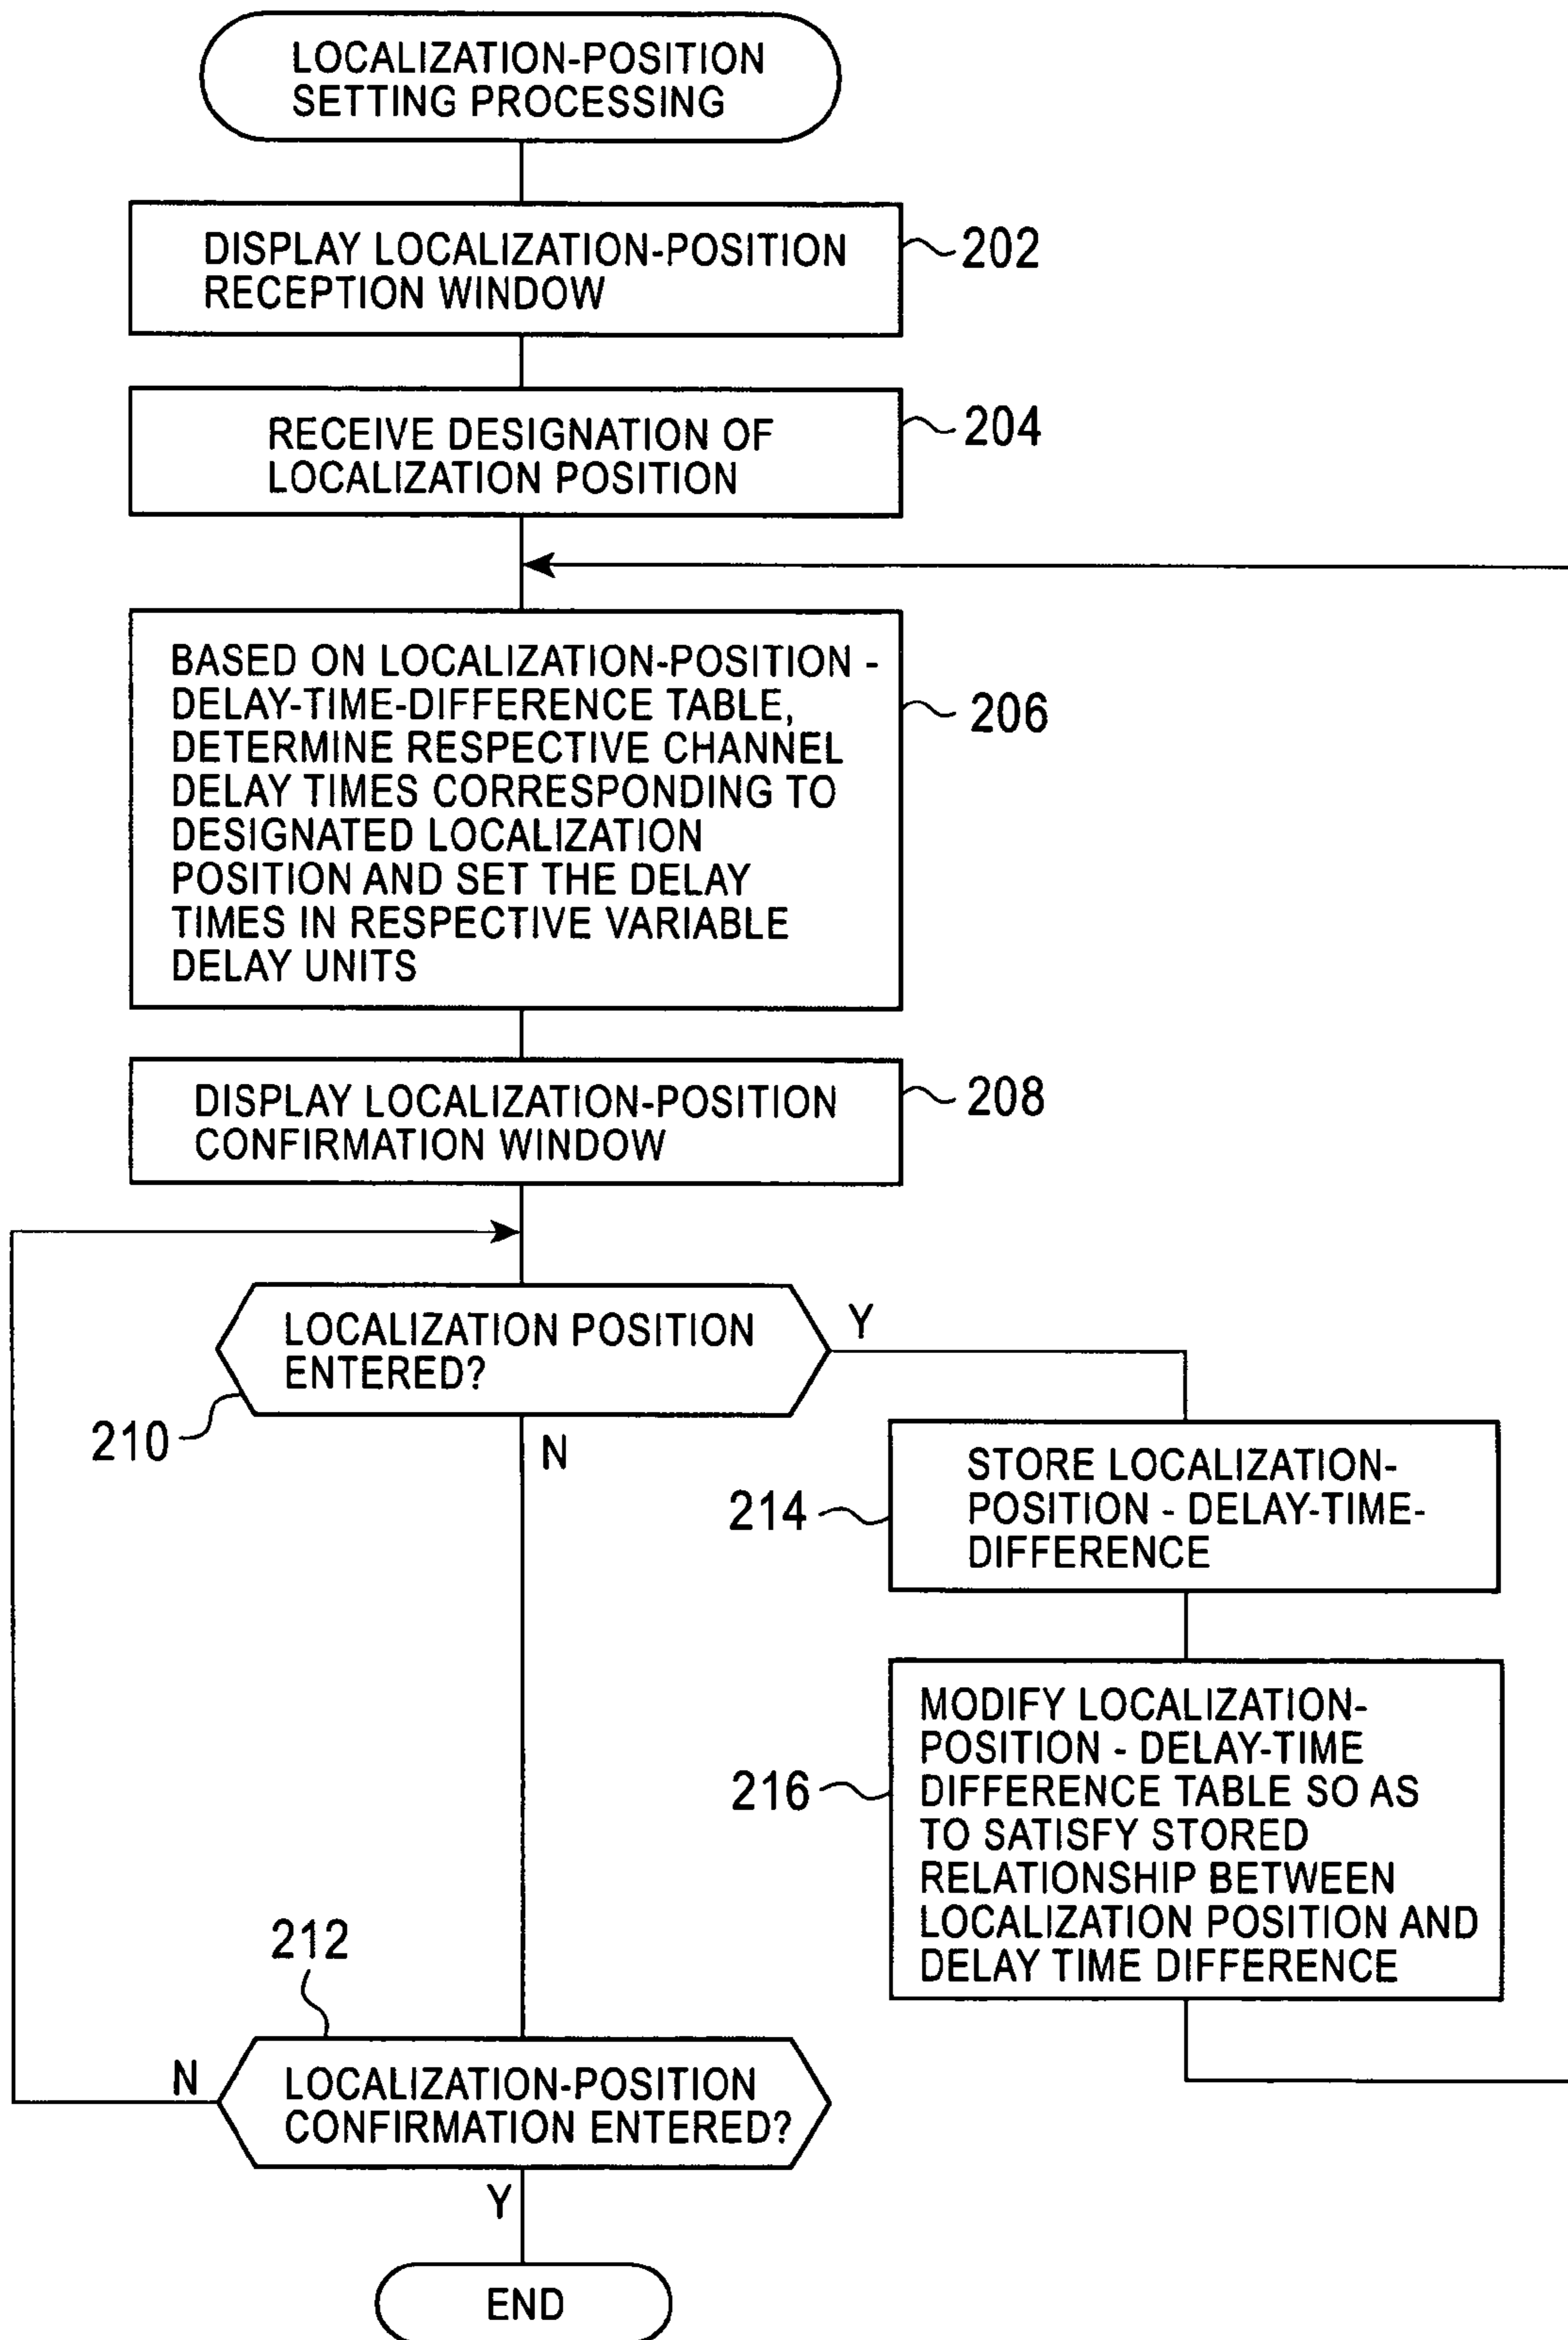 LOCALIZATION-POSITION
SETTING PROCESSING
DISPLAY LOCALIZATION-POSITION
RECEPTION WINDOW
202
RECEIVE DESIGNATION OF
LOCALIZATION POSITION
204
BASED ON LOCALIZATION-POSITION -
DELAY-TIME-DIFFERENCE TABLE,
DETERMINE RESPECTIVE CHANNEL
DELAY TIMES CORRESPONDING TO
DESIGNATED LOCALIZATION
POSITION AND SET THE DELAY
TIMES IN RESPECTIVE VARIABLE
DELAY UNITS
206
DISPLAY LOCALIZATION-POSITION
CONFIRMATION WINDOW
208
LOCALIZATION POSITION
ENTERED?
Y
210
N
STORE LOCALIZATION-
POSITION - DELAY-TIME-
DIFFERENCE
214
MODIFY LOCALIZATION-
POSITION - DELAY-TIME
DIFFERENCE TABLE SO AS
TO SATISFY STORED
RELATIONSHIP BETWEEN
LOCALIZATION POSITION AND
DELAY TIME DIFFERENCE
216
212
N
LOCALIZATION-POSITION
CONFIRMATION ENTERED?
Y
END